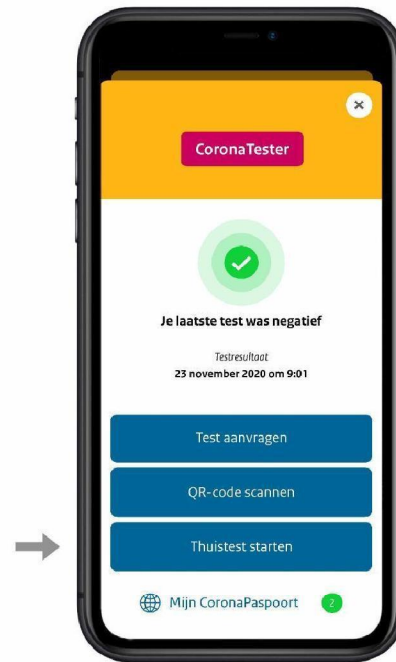 CoronaTester
Je laatste test was negatief
Testresultaat
23 november 2020 om 9:01
Test aanvragen
QR-code scannen
Thuistest starten
Mijn CoronaPaspoort 2